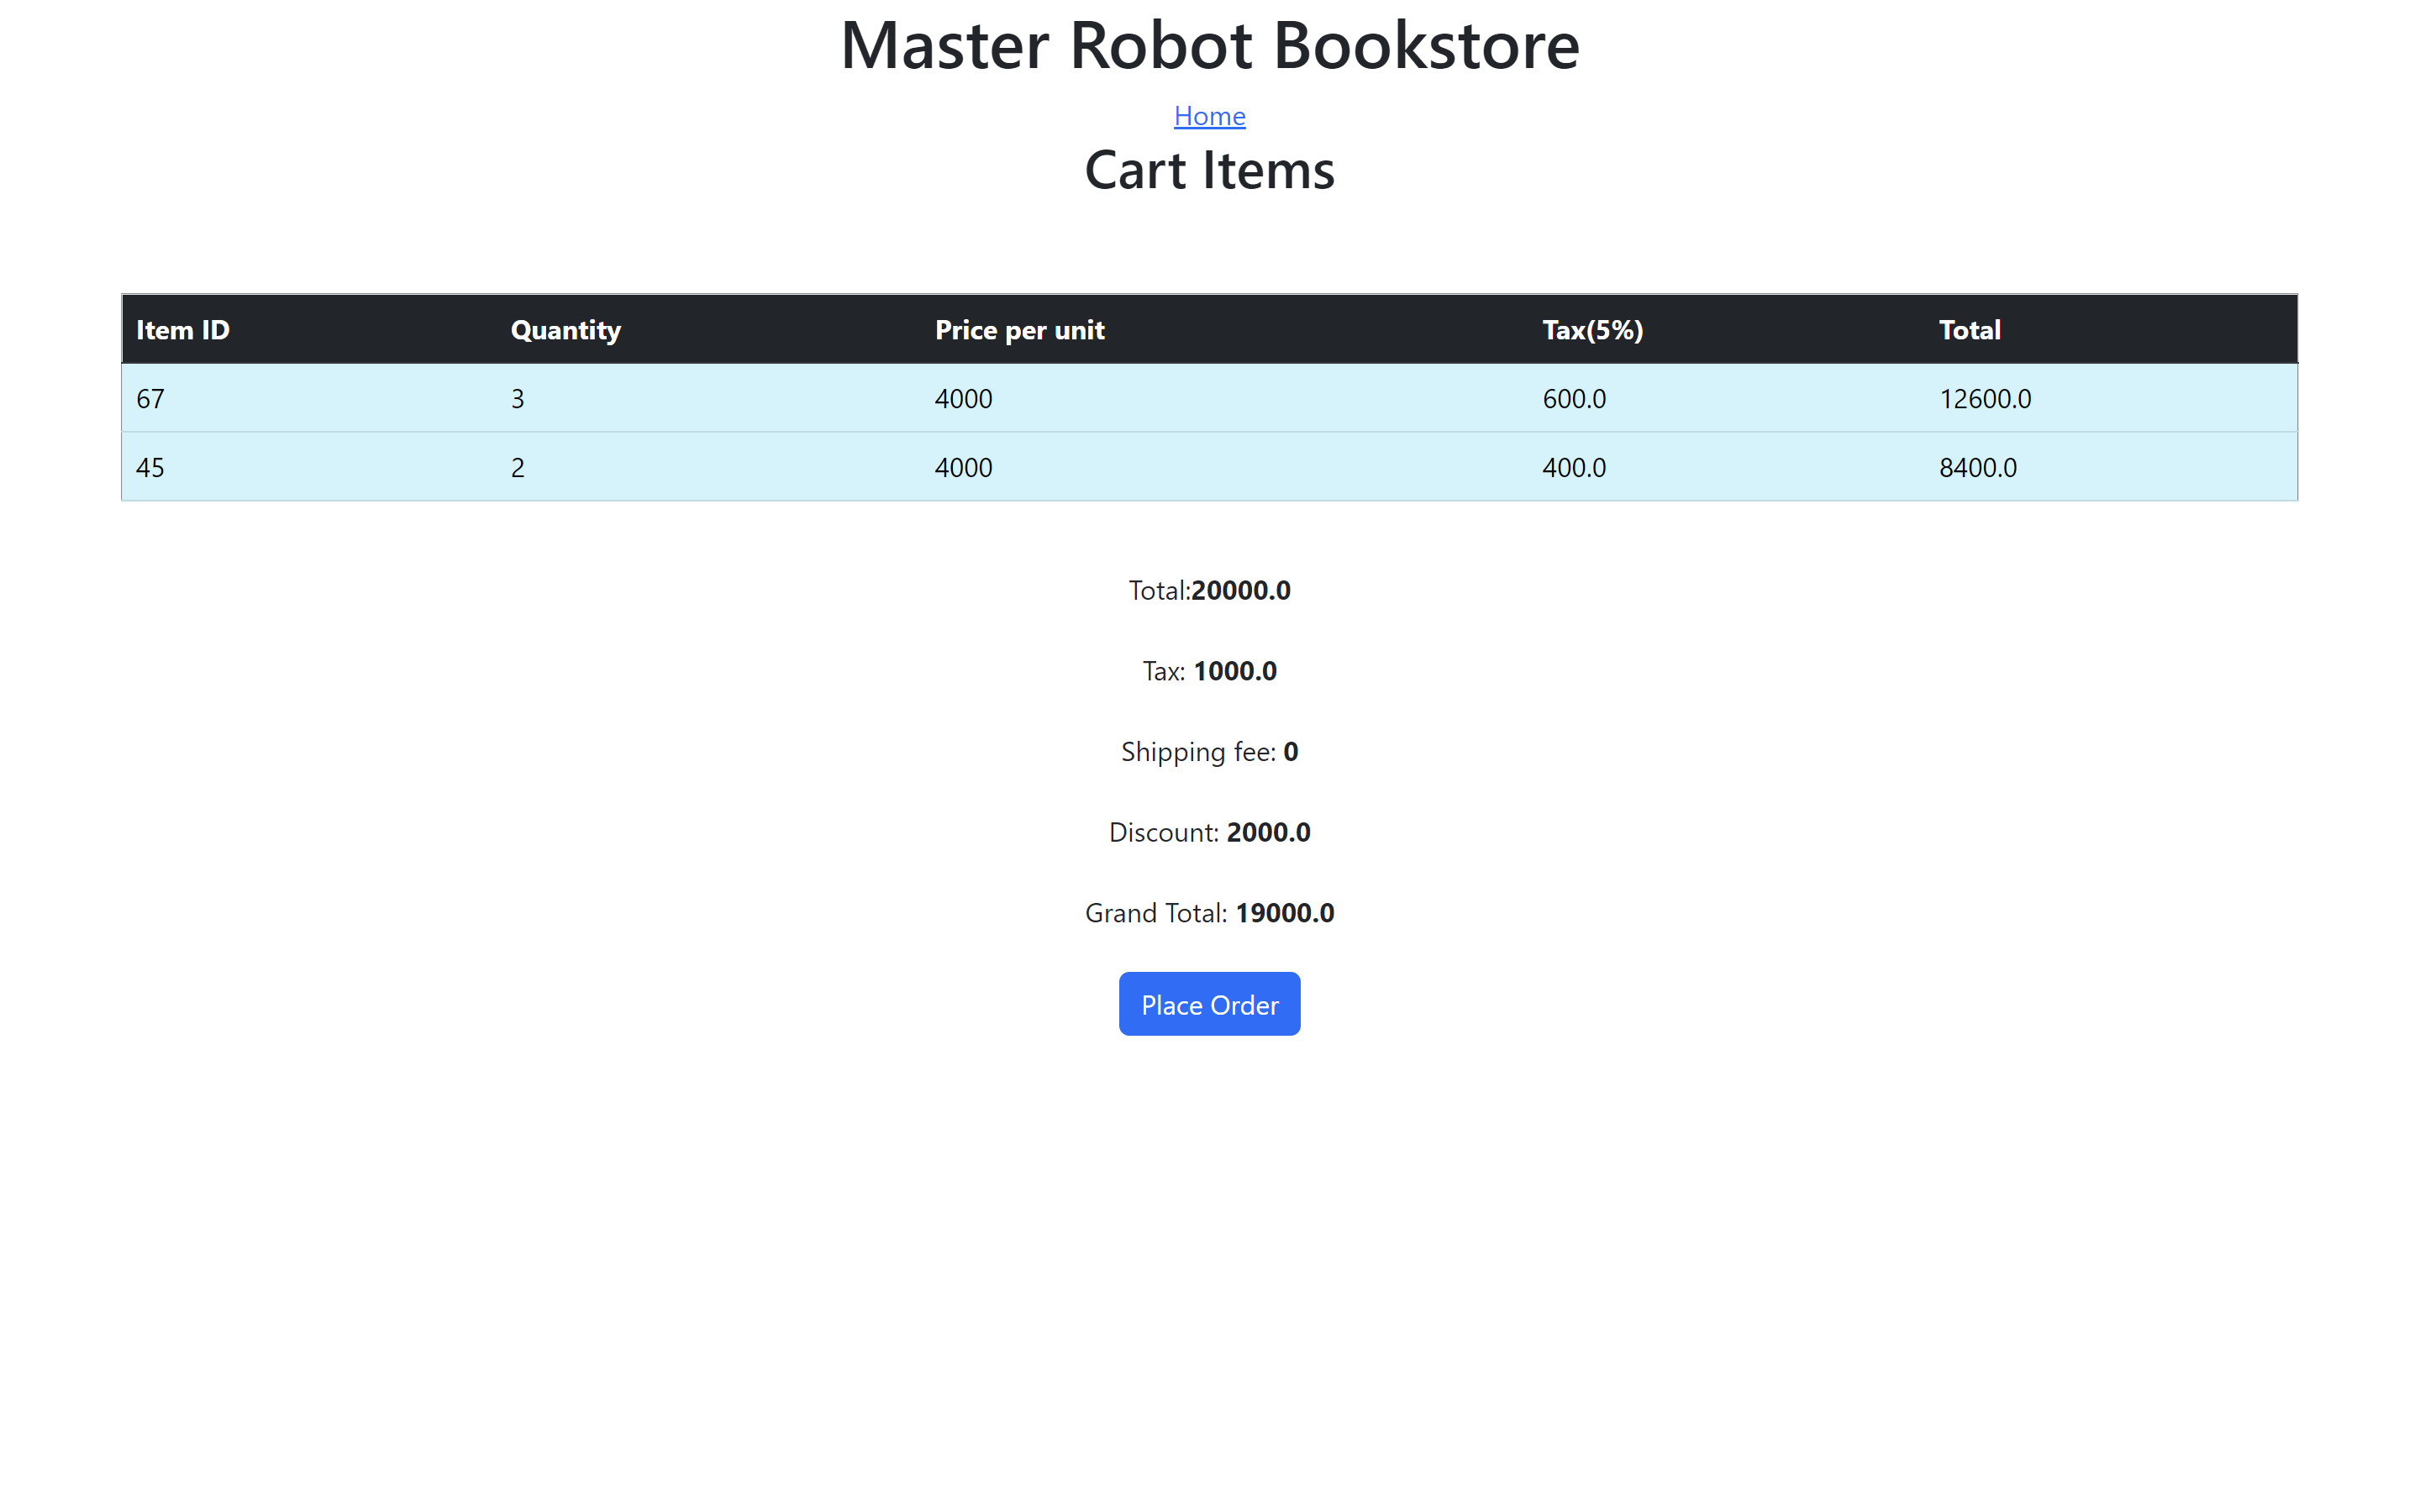 Master Robot Bookstore
Home
Cart Items
Item ID Quantity Price per unit Tax(5%) Total
67 3 4000 600.0 12600.0
45 2 4000 400.0 8400.0
Total:20000.0
Tax: 1000.0
Shipping fee: 0
Discount: 2000.0
Grand Total: 19000.0
Place Order